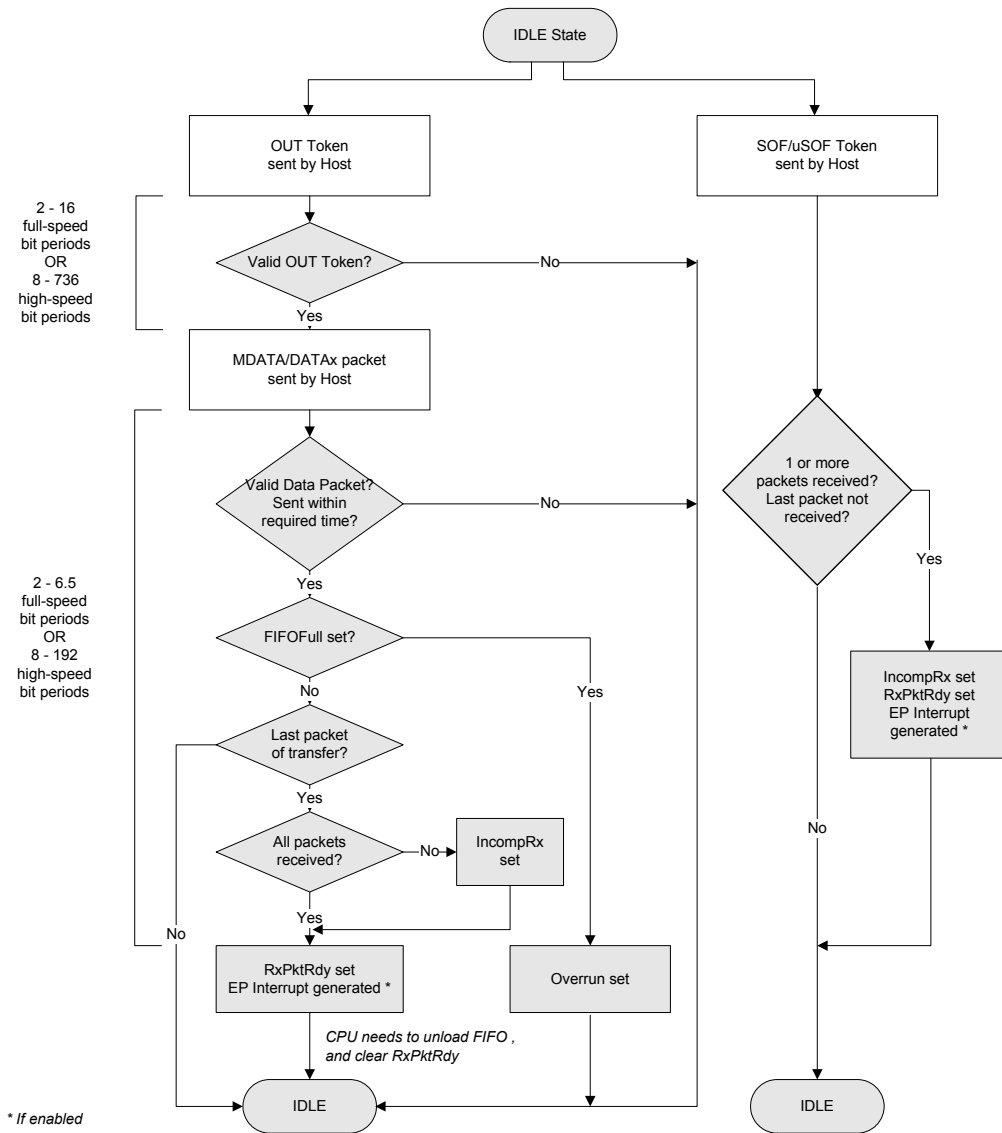 IDLE State
OUT Token
sent by Host
SOF/uSOF Token
sent by Host
2 - 16
full-speed
bit periods
OR
8 - 736
high-speed
bit periods
Valid OUT Token?
No
Yes
MDATA/DATAx packet
sent by Host
Valid Data Packet?
Sent within
required time?
No
Yes
1 or more
packets received?
Last packet not
received?
Yes
2 - 6.5
full-speed
bit periods
OR
8 - 192
high-speed
bit periods
FIFOFull set?
Yes
No
IncompRx set
RxPktRdy set
EP Interrupt
generated *
Last packet
of transfer?
Yes
No
All packets
received?
No
IncompRx
set
Yes
No
RxPktRdy set
EP Interrupt generated *
Overrun set
CPU needs to unload FIFO ,
and clear RxPktRdy
IDLE
IDLE
* If enabled